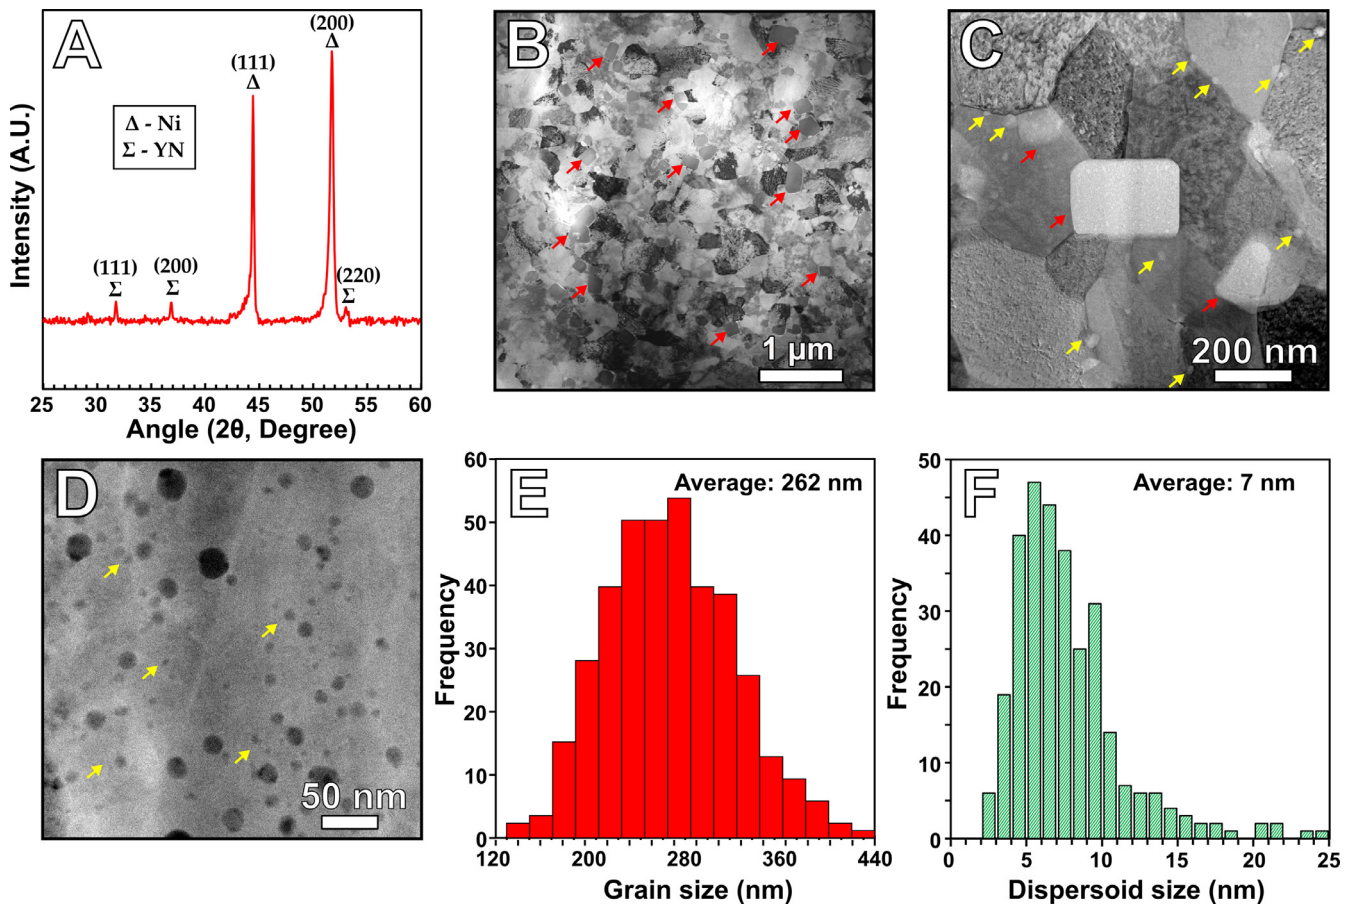 A
(200)
Δ
(111)
Δ
Δ - Ni
Σ - YN
(111)
Σ
(200)
Σ
(220)
Σ
Intensity (A.U.)
25 30 35 40 45 50 55 60
Angle (2θ, Degree)
B
1 µm
C
200 nm
D
50 nm
E
Average: 262 nm
60
50
40
30
20
10
0
Frequency
120 200 280 360 440
Grain size (nm)
F
Average: 7 nm
50
40
30
20
10
0
Frequency
0 5 10 15 20 25
Dispersoid size (nm)